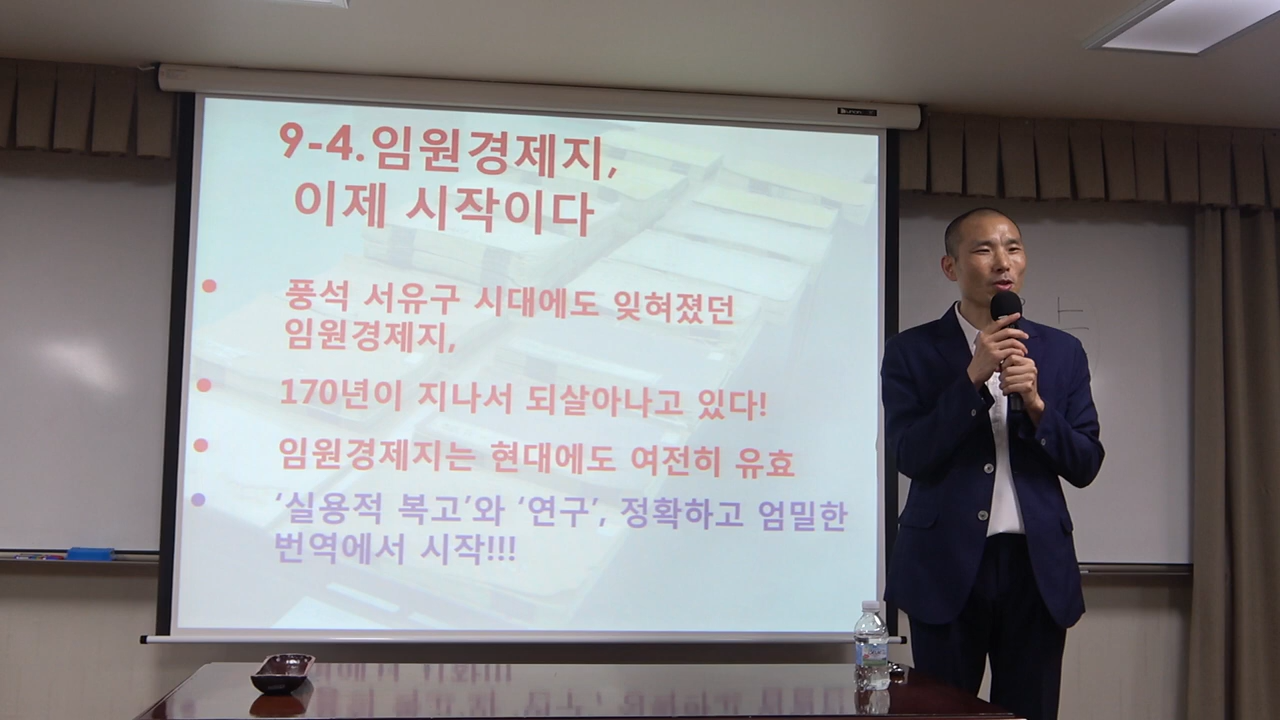 9-4.임원경제지,
이제 시작이다
풍석 서유구 시대에도 잊혀졌던
임원경제지,
170년이 지나서 되살아나고 있다!
임원경제지는 현대에도 여전히 유효
‘실용적 복고’와 ‘연구’, 정확하고 엄밀한
번역에서 시작!!!